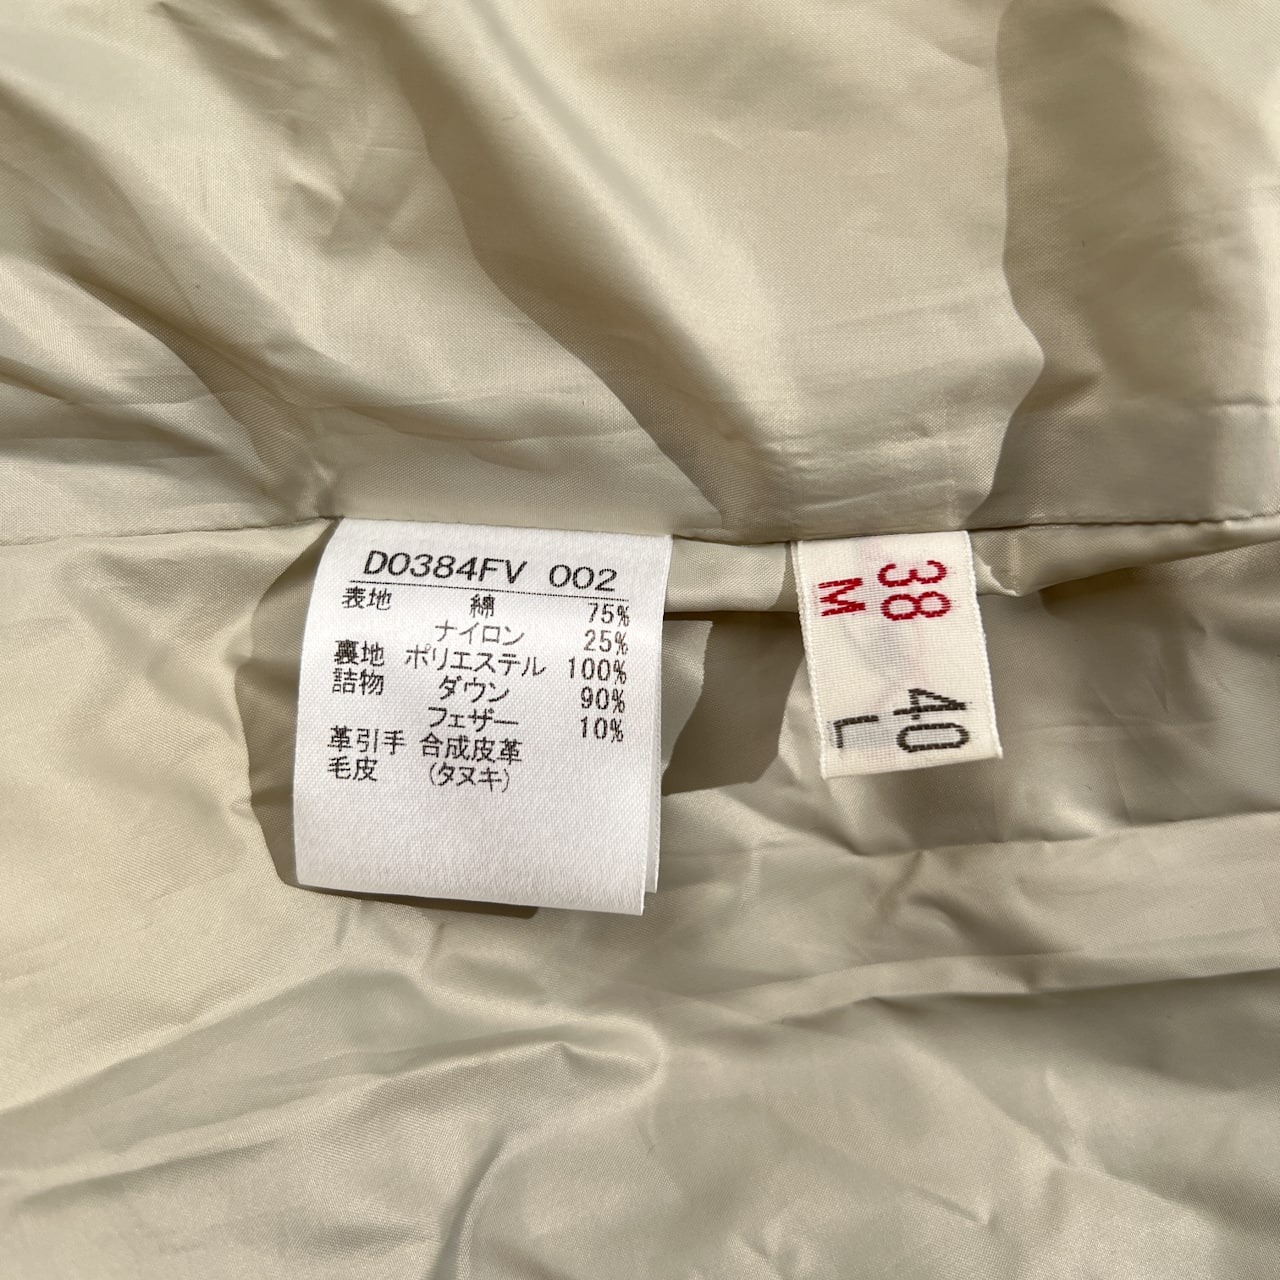 D0384FV 002
表地 綿 75%
ナイロン 25%
裏地 ポリエステル 100%
詰物 ダウン 90%
フェザー 10%
革引手 合成皮革
毛皮 (タヌキ)
38
M
40
L